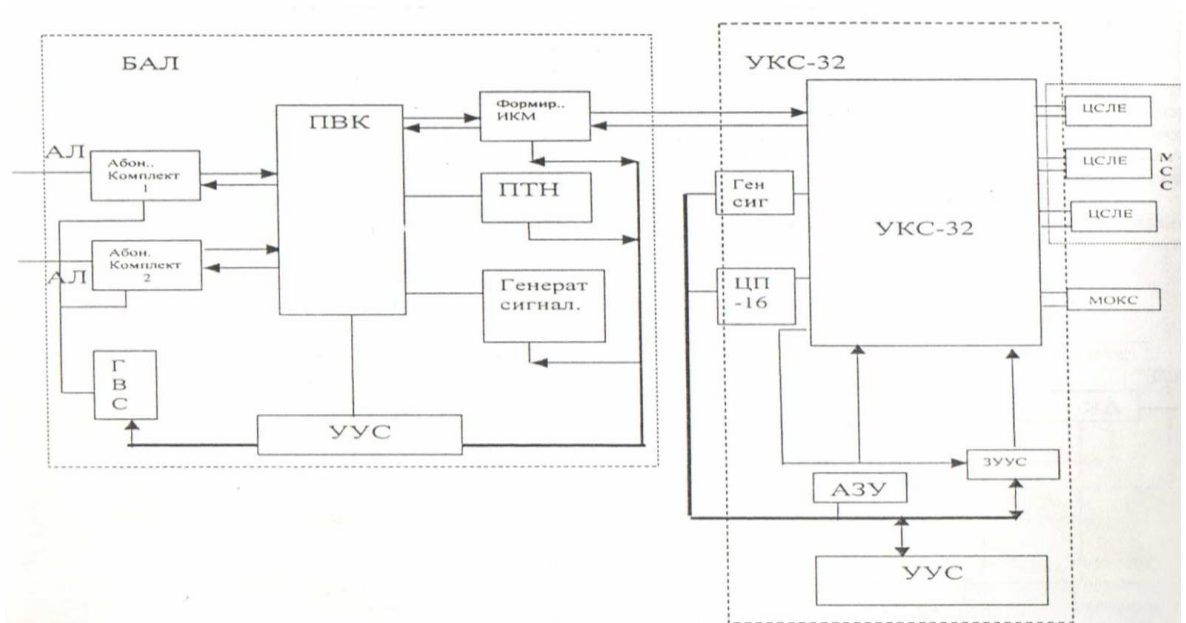 БАЛ
АЛ
Абон..
Комплект
1
АЛ
Абон.
Комплект
2
Г
В
С
ПВК
Формир..
ИКМ
ПТН
Генерат
сигнал.
УУС
УКС-32
УКС-32
Ген
сиг
ЦП
-16
АЗУ
ЗУУС
УУС
ЦСЛЕ
ЦСЛЕ
ЦСЛЕ
М
С
С
МОКС